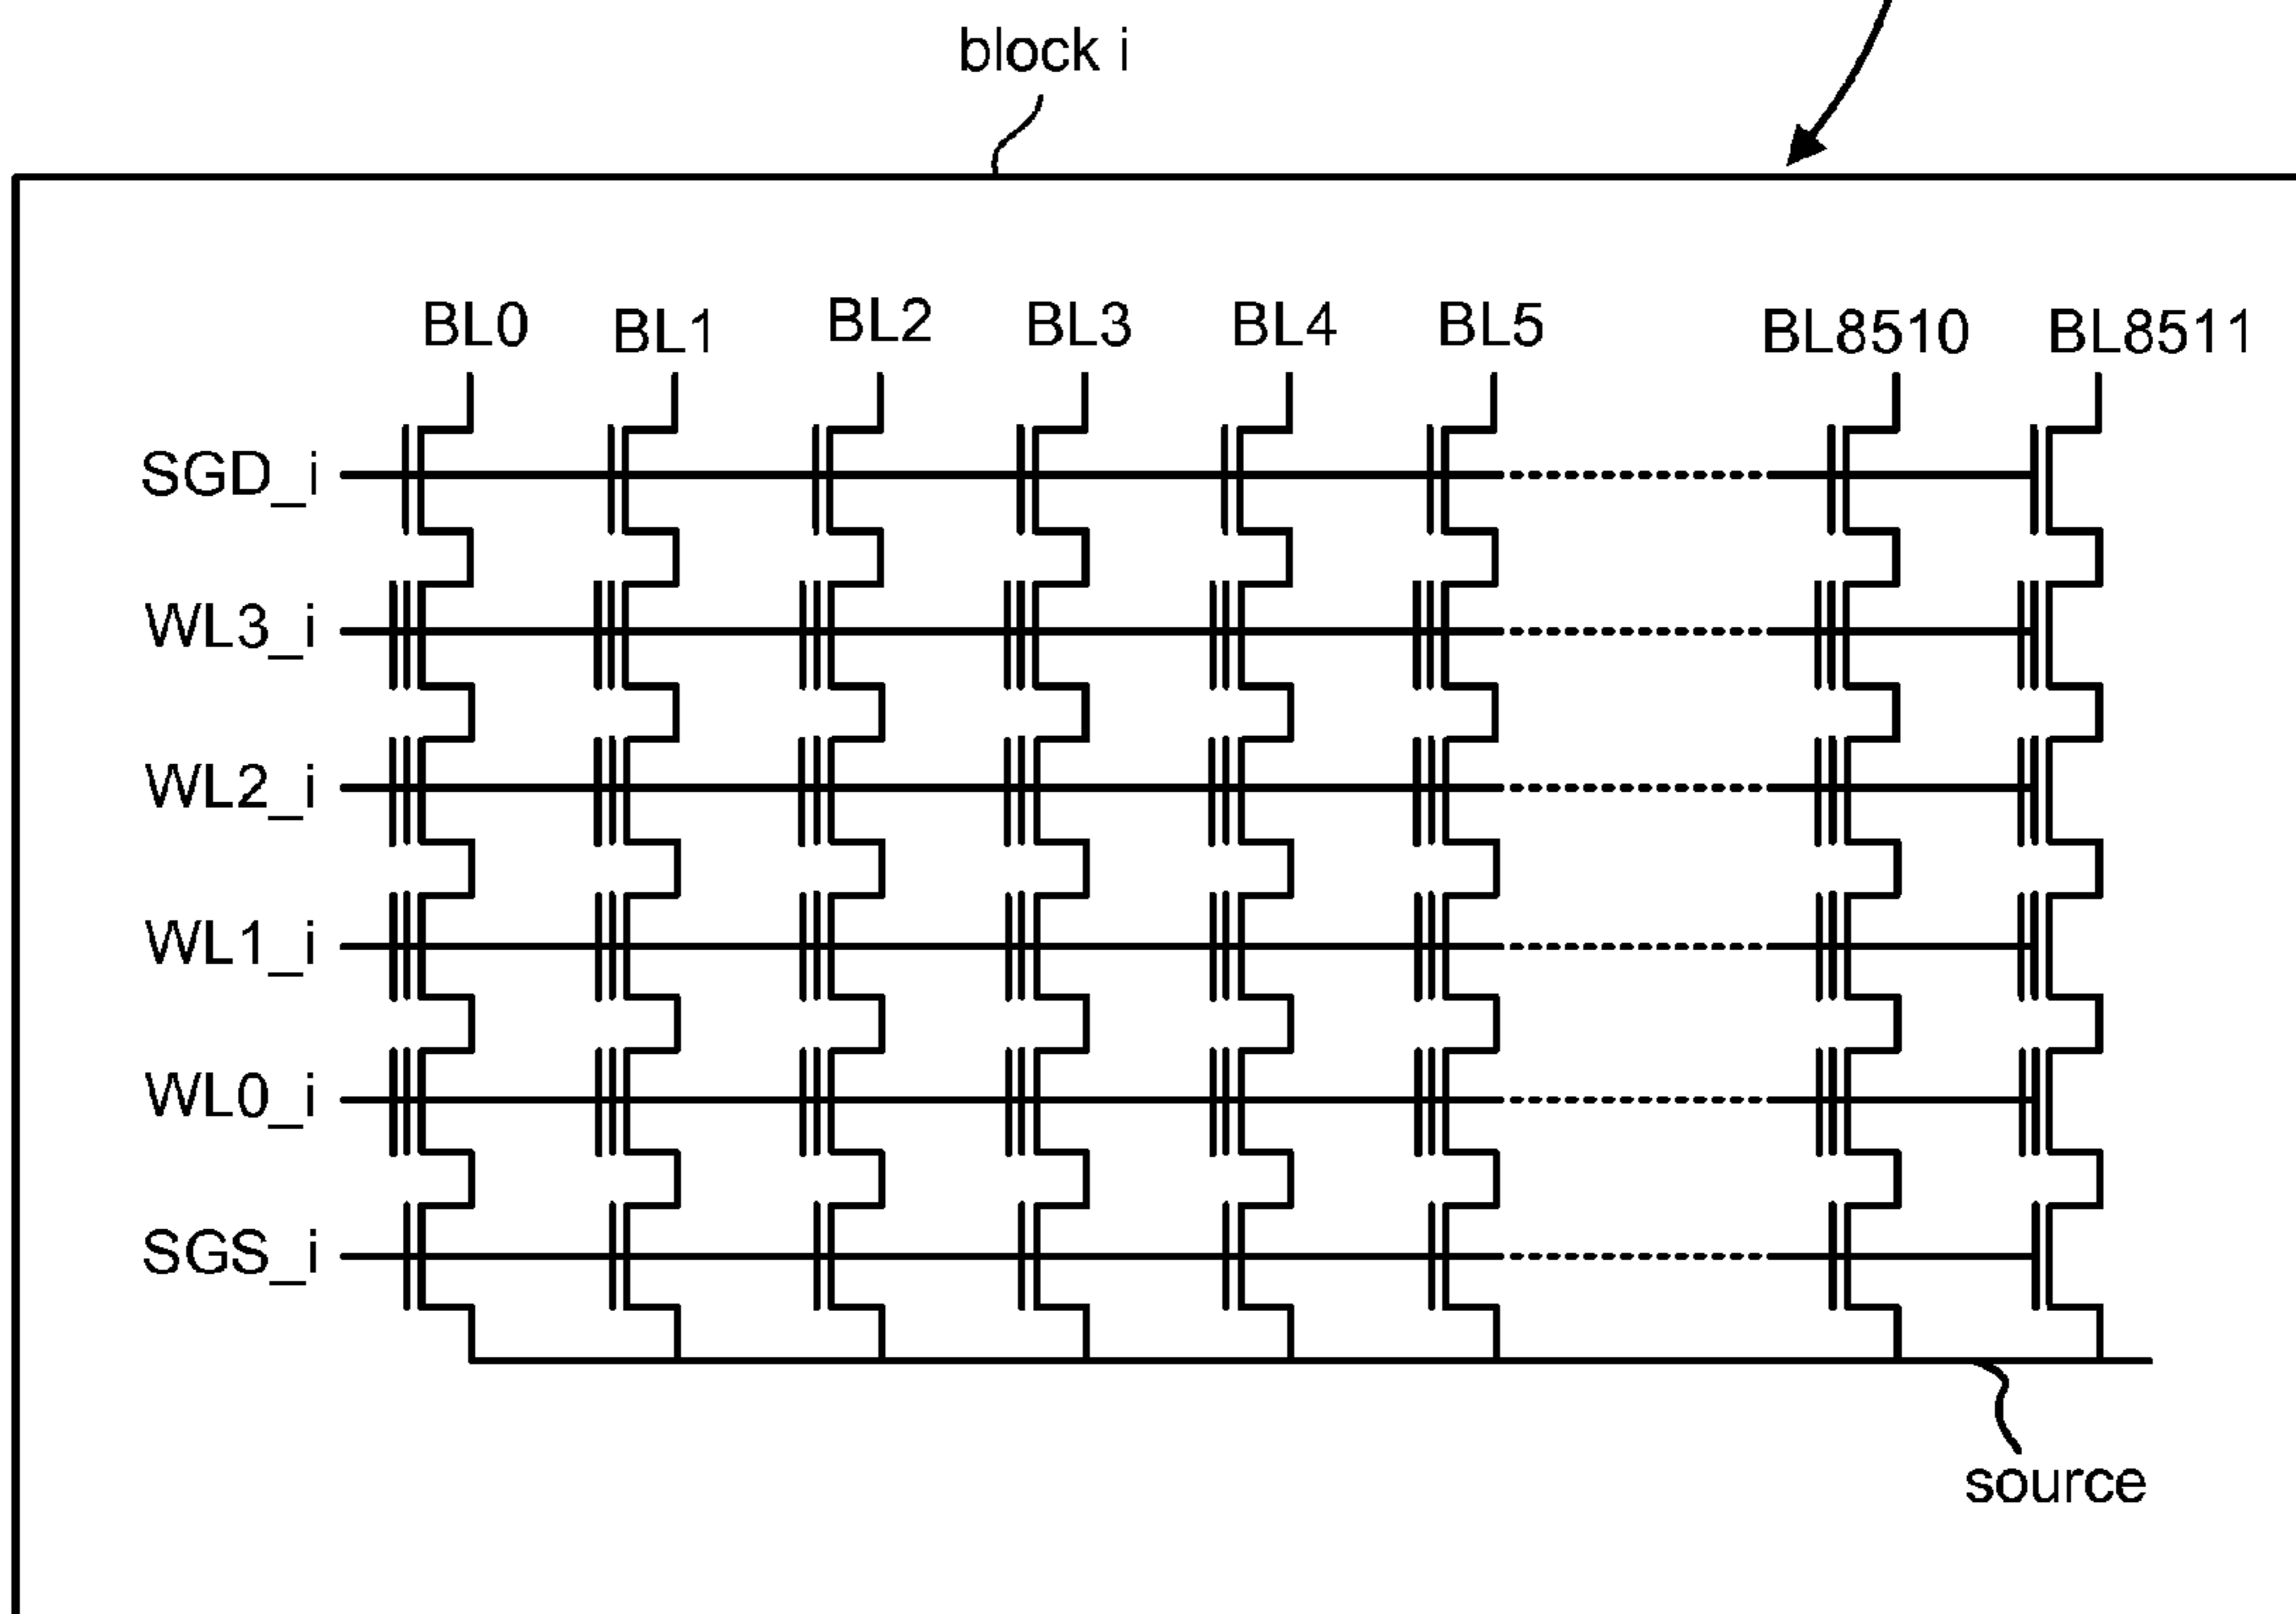 block i
BL0 BL1 BL2 BL3 BL4 BL5 BL8510 BL8511
SGD_i
WL3_i
WL2_i
WL1_i
WL0_i
SGS_i
source